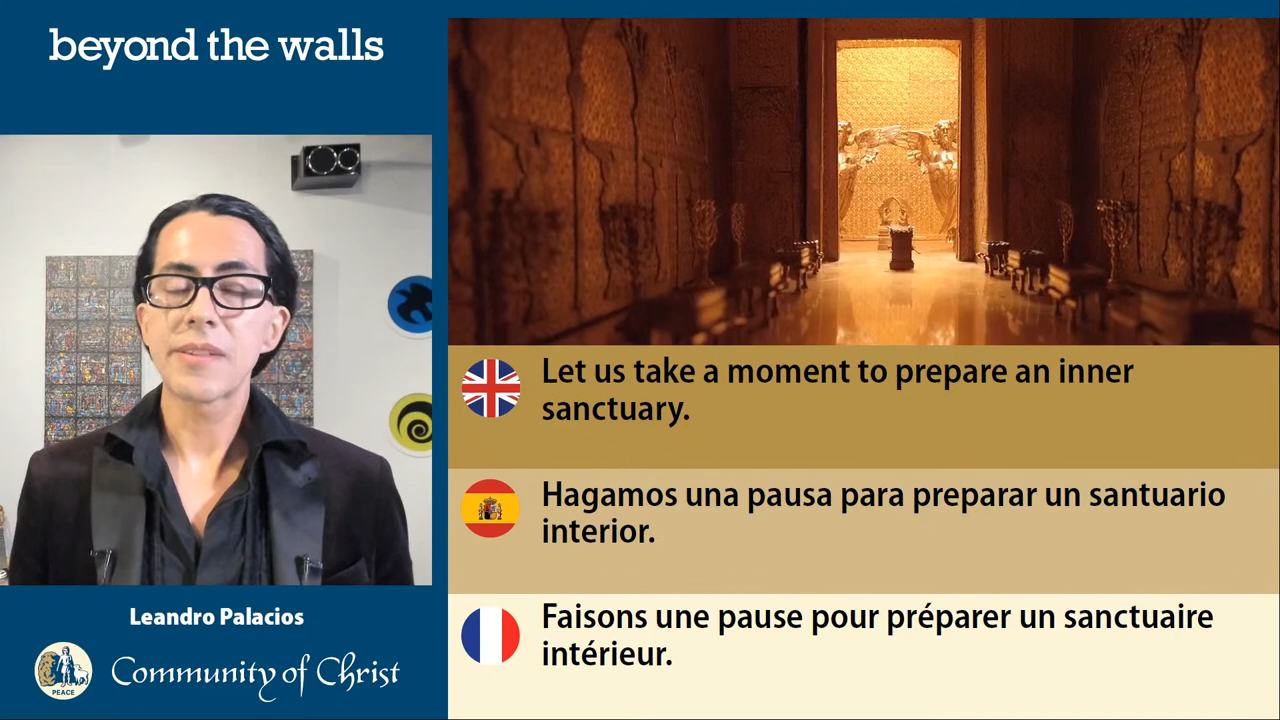 beyond the walls
Let us take a moment to prepare an inner
sanctuary.
Hagamos una pausa para preparar un santuario
interior.
Faisons une pause pour préparer un sanctuaire
intérieur.
Leandro Palacios
PEACE
Community of Christ